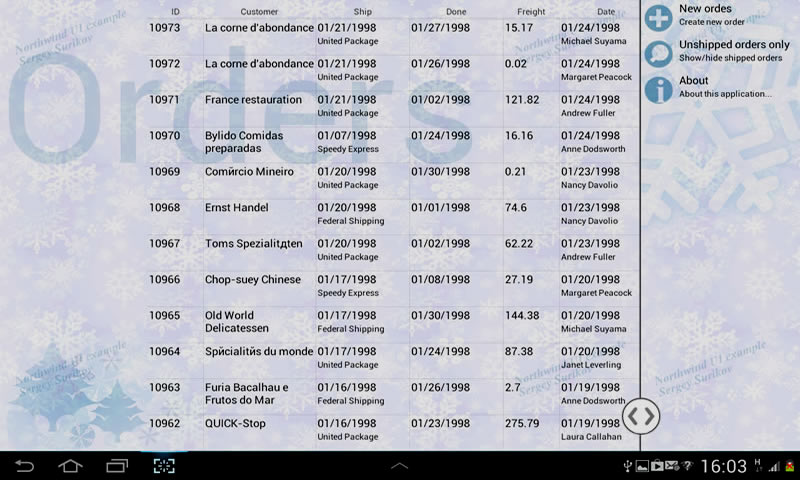 ID Customer Ship Done Freight Date
10973 La corne d'abondance 01/21/1998 01/27/1998 15.17 01/24/1998
United Package Michael Suyama
10972 La corne d'abondance 01/21/1998 01/26/1998 0.02 01/24/1998
United Package Margaret Peacock
10971 France restauration 01/21/1998 01/02/1998 121.82 01/24/1998
United Package Andrew Fuller
10970 Bylido Comidas preparadas 01/07/1998 01/24/1998 16.16 01/24/1998
Speedy Express Anne Dodsworth
10969 Comйrcio Mineiro 01/20/1998 01/30/1998 0.21 01/23/1998
United Package Nancy Davolio
10968 Ernst Handel 01/20/1998 01/01/1998 74.6 01/23/1998
Federal Shipping Nancy Davolio
10967 Toms Spezialitдten 01/20/1998 01/02/1998 62.22 01/23/1998
United Package Andrew Fuller
10966 Chop-suey Chinese 01/17/1998 01/08/1998 27.19 01/20/1998
Speedy Express Margaret Peacock
10965 Old World Delicatessen 01/17/1998 01/30/1998 144.38 01/20/1998
Federal Shipping Michael Suyama
10964 Spйcialitйs du monde 01/17/1998 01/24/1998 87.38 01/20/1998
United Package Janet Leverling
10963 Furia Bacalhau e Frutos do Mar 01/16/1998 01/26/1998 2.7 01/19/1998
Federal Shipping Anne Dodsworth
10962 QUICK-Stop 01/16/1998 01/23/1998 275.79 01/19/1998
United Package Laura Callahan
New ordes
Create new order
Unshipped orders only
Show/hide shipped orders
About
About this application...
Orders
Northwind UI example
Sergey Surikov
Northwind UI example
Sergey Surikov
Northwind UI example
Sergey Surikov
16:03
H